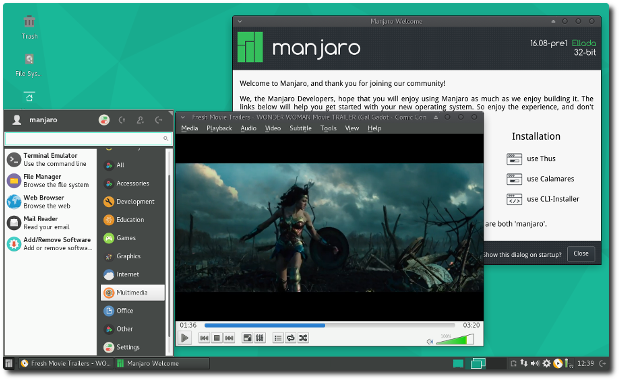 Manjaro Welcome
Trash
File Sys...
manjaro
16.08-pre1 Ellada
32-bit
Welcome to Manjaro, and thank you for joining our community!
We, the Manjaro Developers, hope that you will enjoy using Manjaro as much as we enjoy building it. The
links below will help you get started with your new operating system. So enjoy the experience, and don't
manjaro
Terminal Emulator
Use the command line
File Manager
Browse the file system
Web Browser
Browse the web
Mail Reader
Read your email
Add/Remove Software
Add or remove softwa...
All
Accessories
Development
Education
Games
Graphics
Internet
Multimedia
Office
Other
Settings
Fresh Movie Trailers - WONDER WOMAN Movie TRAILER (Gal Gadot - Comic Con
Media Playback Audio Video Subtitle Tools View Help
01:36
03:20
Installation
use Thus
use Calamares
use CLI-Installer
are both 'manjaro'.
Show this dialog on startup?
Close
Fresh Movie Trailers - WO...
Manjaro Welcome
12:39